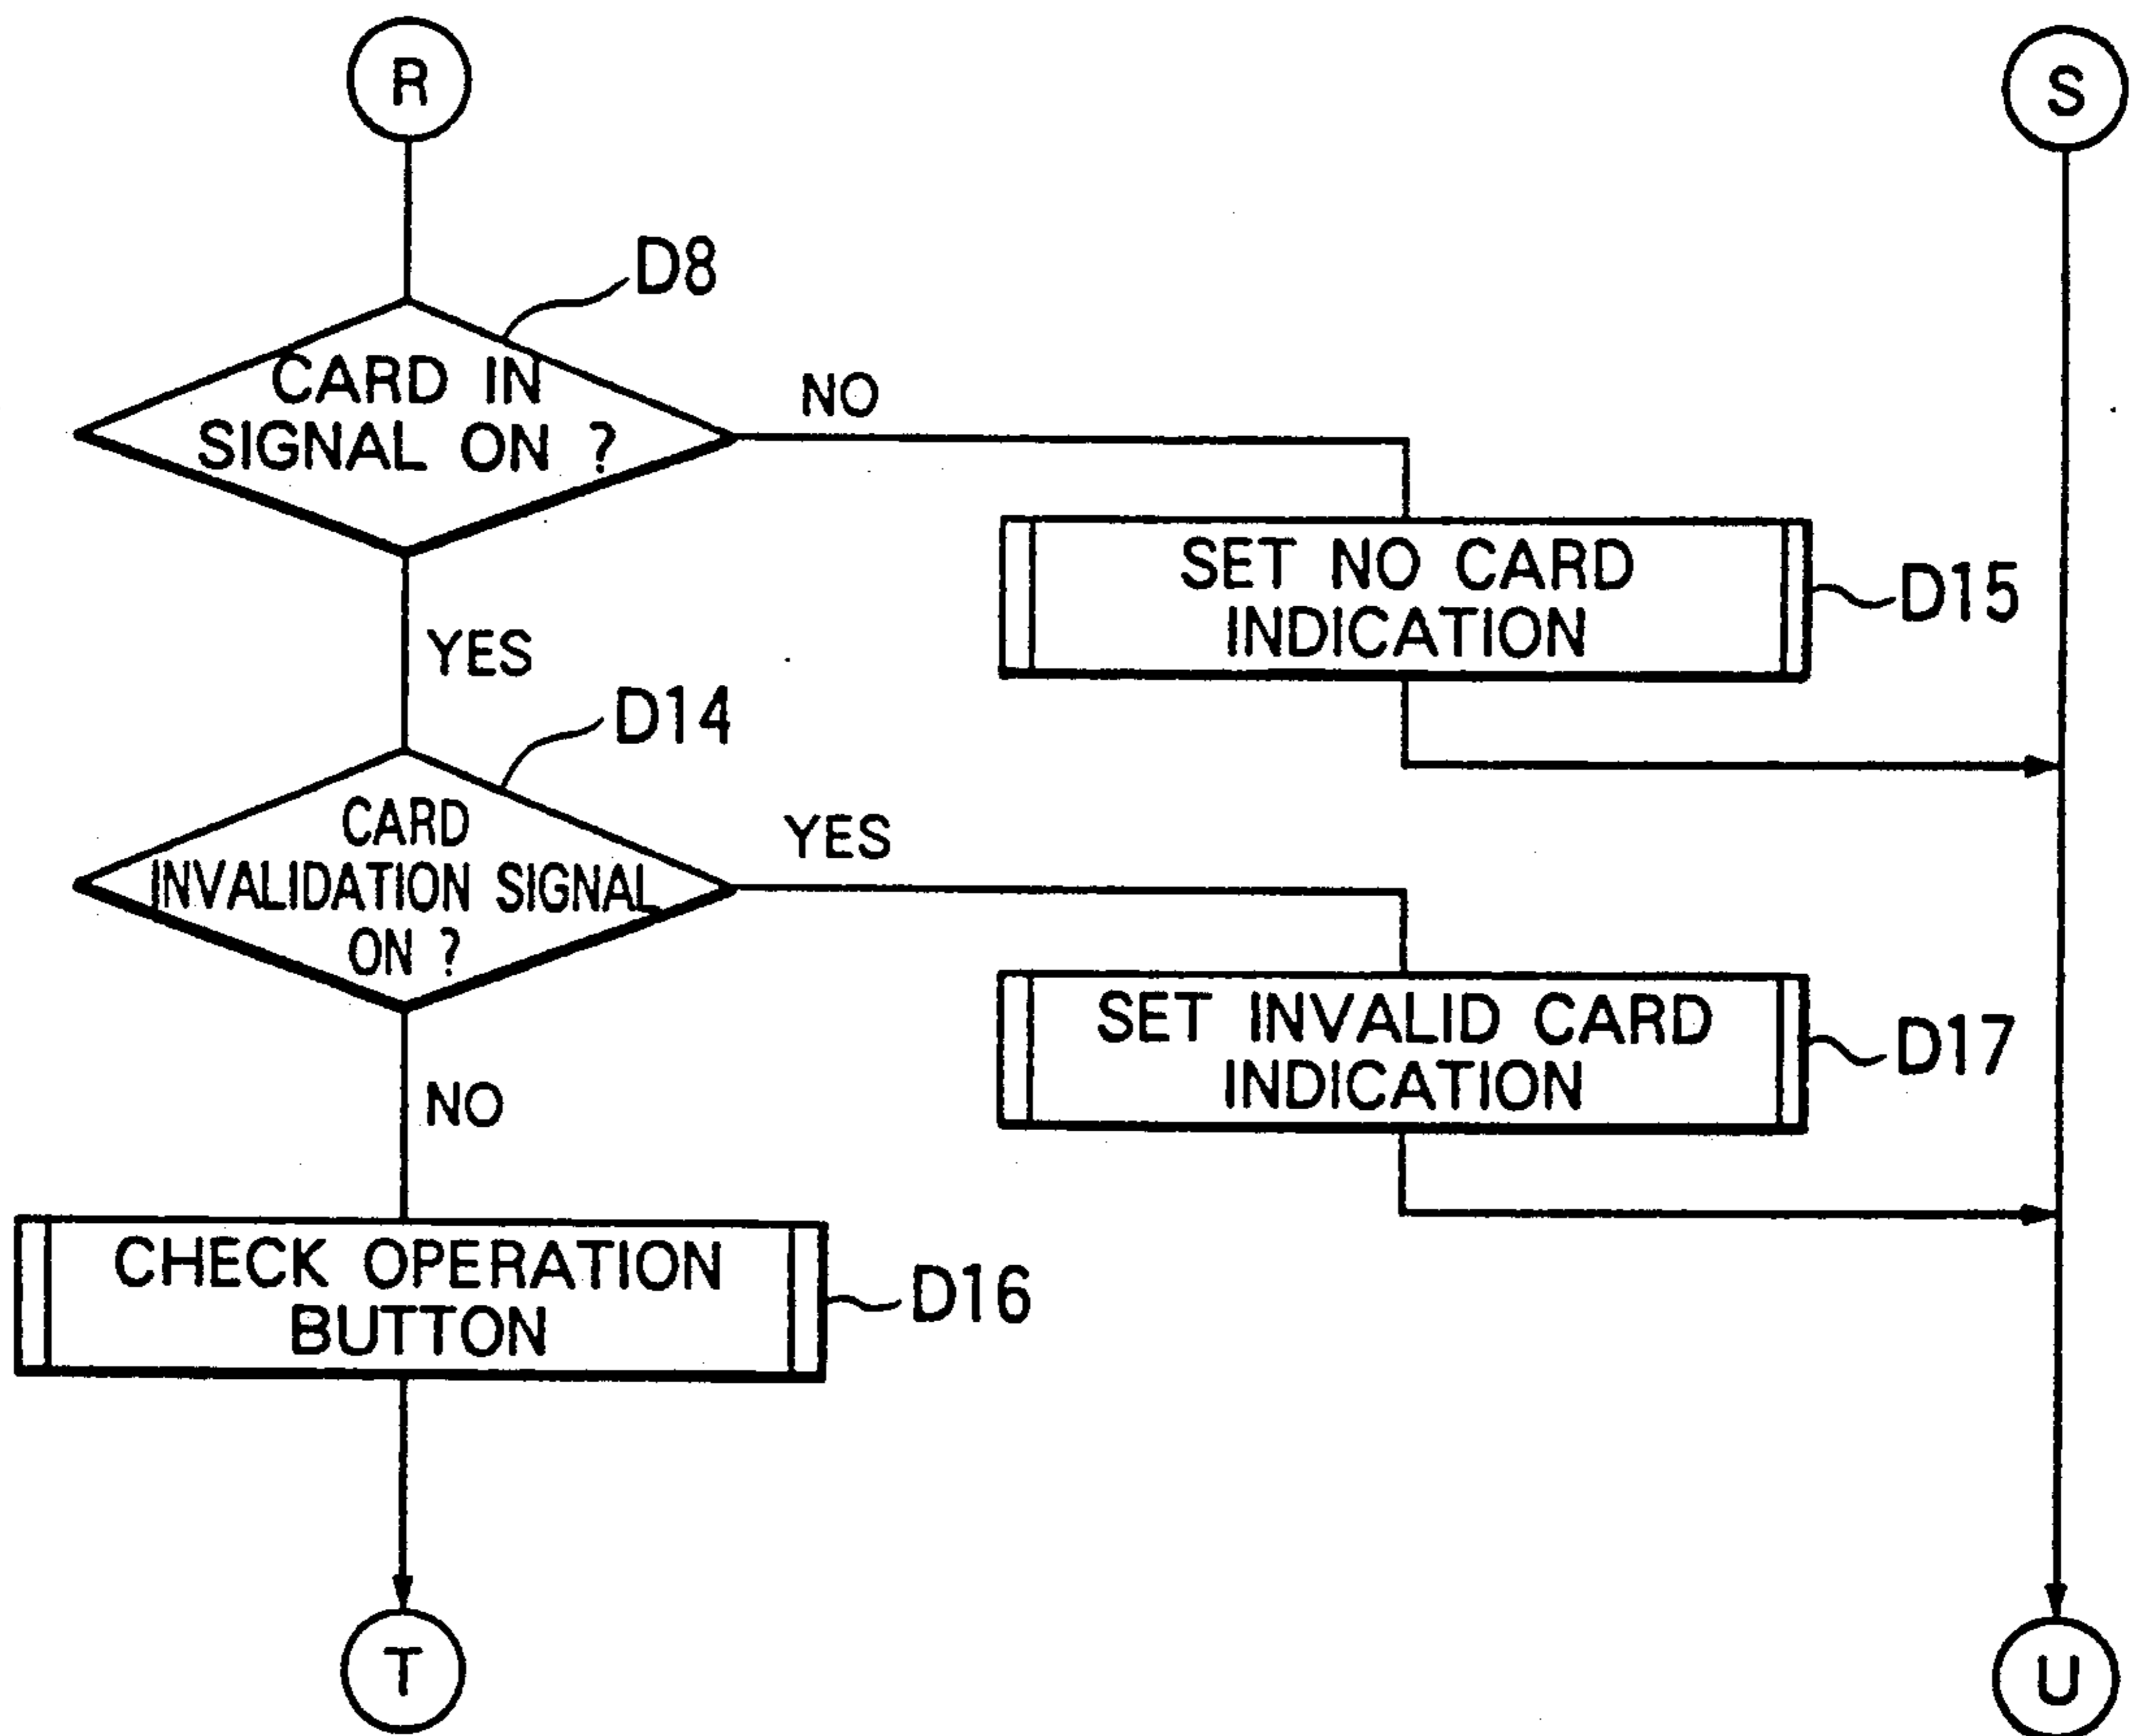 R
S
D8
CARD IN
SIGNAL ON ?
NO
SET NO CARD
INDICATION
D15
YES
D14
CARD
INVALIDATION SIGNAL
ON ?
YES
SET INVALID CARD
INDICATION
D17
NO
CHECK OPERATION
BUTTON
D16
T
U